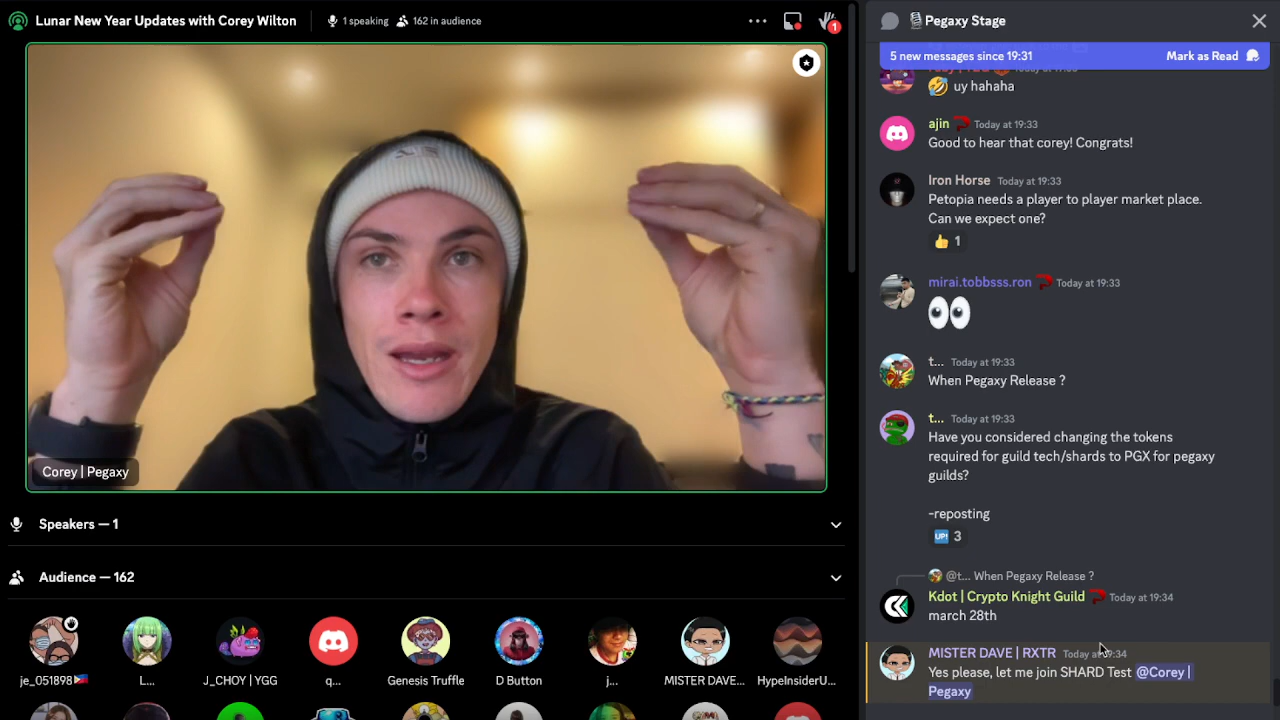 Lunar New Year Updates with Corey Wilton
1 speaking
162 in audience
1
Pegaxy Stage
5 new messages since 19:31
Mark as Read
uy hahaha
ajin Today at 19:33
Good to hear that corey! Congrats!
Iron Horse Today at 19:33
Petopia needs a player to player market place.
Can we expect one?
1
mirai.tobbsss.ron Today at 19:33
t... Today at 19:33
When Pegaxy Release ?
t... Today at 19:33
Have you considered changing the tokens
required for guild tech/shards to PGX for pegaxy
guilds?
-reposting
UP! 3
@t... When Pegaxy Release ?
Kdot | Crypto Knight Guild Today at 19:34
march 28th
MISTER DAVE | RXTR Today at 19:34
Yes please, let me join SHARD Test @Corey |
Pegaxy
Corey | Pegaxy
Speakers — 1
Audience — 162
je_051898
L...
J_CHOY | YGG
q...
Genesis Truffle
D Button
j...
MISTER DAVE...
HypeInsiderU...